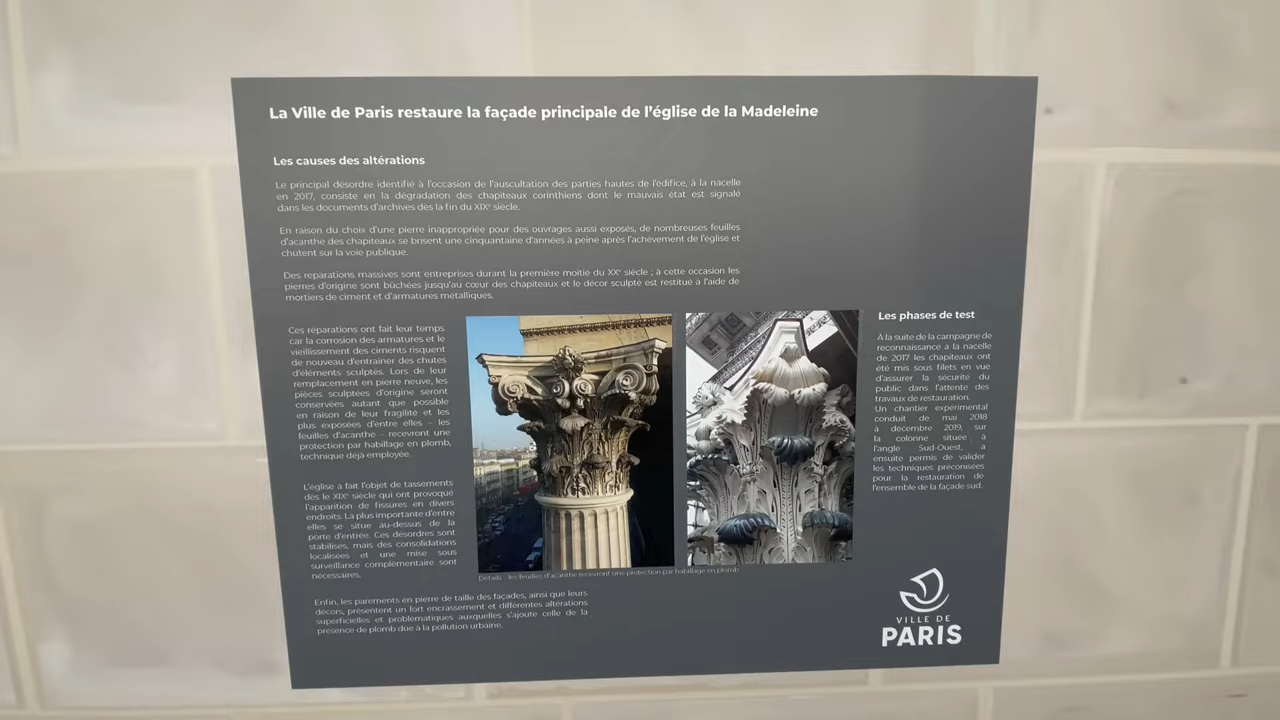 La Ville de Paris restaure la façade principale de l'église de la Madeleine
Les causes des altérations
Le principal désordre identifié à l'occasion de l'auscultation des parties hautes de l'édifice, à la nacelle
en 2017, consiste en la dégradation des chapiteaux corinthiens dont le mauvais état est signalé
dans les documents d'archives dès la fin du XIXe siècle.
En raison du choix d'une pierre inappropriée pour des ouvrages aussi exposés, de nombreuses feuilles
d'acanthe des chapiteaux se brisent une cinquantaine d'années à peine après l'achèvement de l'église et
chutent sur la voie publique.
Des réparations massives sont entreprises durant la première moitié du XXe siècle ; à cette occasion les
pierres d'origine sont bûchées jusqu'au cœur des chapiteaux et le décor sculpté est restitué à l'aide de
mortiers de ciment et d'armatures métalliques.
Ces réparations ont fait leur temps
car la corrosion des armatures et le
vieillissement des ciments risquent
de nouveau d'entraîner des chutes
d'éléments sculptés. Lors de leur
remplacement en pierre neuve, les
pièces sculptées d'origine seront
conservées autant que possible
en raison de leur fragilité et les
plus exposées d'entre elles – les
feuilles d'acanthe – recevront une
protection par habillage en plomb,
technique déjà employée.
L'église a fait l'objet de tassements
dès le XIXe siècle qui ont provoqué
l'apparition de fissures en divers
endroits. La plus importante d'entre
elles se situe au-dessus de la
porte d'entrée. Ces désordres sont
stabilisés, mais des consolidations
localisées et une mise sous
surveillance complémentaire sont
nécessaires.
Enfin, les parements en pierre de taille des façades, ainsi que leurs
décors, présentent un fort encrassement et différentes altérations
superficielles et problématiques auxquelles s'ajoute celle de la
présence de plomb due à la pollution urbaine.
Détails : les feuilles d'acanthe recevront une protection par habillage en plomb
Les phases de test
À la suite de la campagne de
reconnaissance à la nacelle
de 2017 les chapiteaux ont
été mis sous filets en vue
d'assurer la sécurité du
public dans l'attente des
travaux de restauration.
Un chantier expérimental
conduit de mai 2018
à décembre 2019, sur
la colonne située à
l'angle Sud-Ouest, a
ensuite permis de valider
les techniques préconisées
pour la restauration de
l'ensemble de la façade sud.
VILLE DE
PARIS